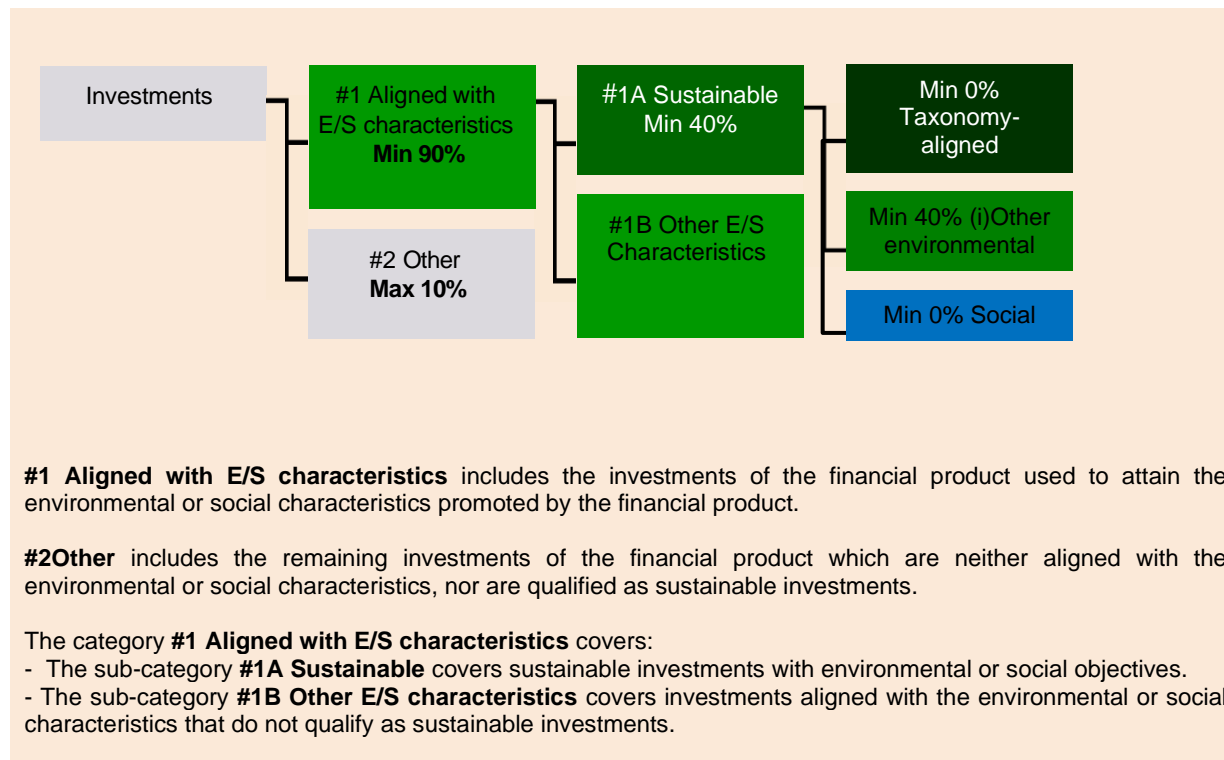 Investments
#1 Aligned with
E/S characteristics
Min 90%
#2 Other
Max 10%
#1A Sustainable
Min 40%
#1B Other E/S
Characteristics
Min 0%
Taxonomy-
aligned
Min 40% (i)Other
environmental
Min 0% Social
#1 Aligned with E/S characteristics includes the investments of the financial product used to attain the
environmental or social characteristics promoted by the financial product.
#2Other includes the remaining investments of the financial product which are neither aligned with the
environmental or social characteristics, nor are qualified as sustainable investments.
The category #1 Aligned with E/S characteristics covers:
- The sub-category #1A Sustainable covers sustainable investments with environmental or social objectives.
- The sub-category #1B Other E/S characteristics covers investments aligned with the environmental or social
characteristics that do not qualify as sustainable investments.